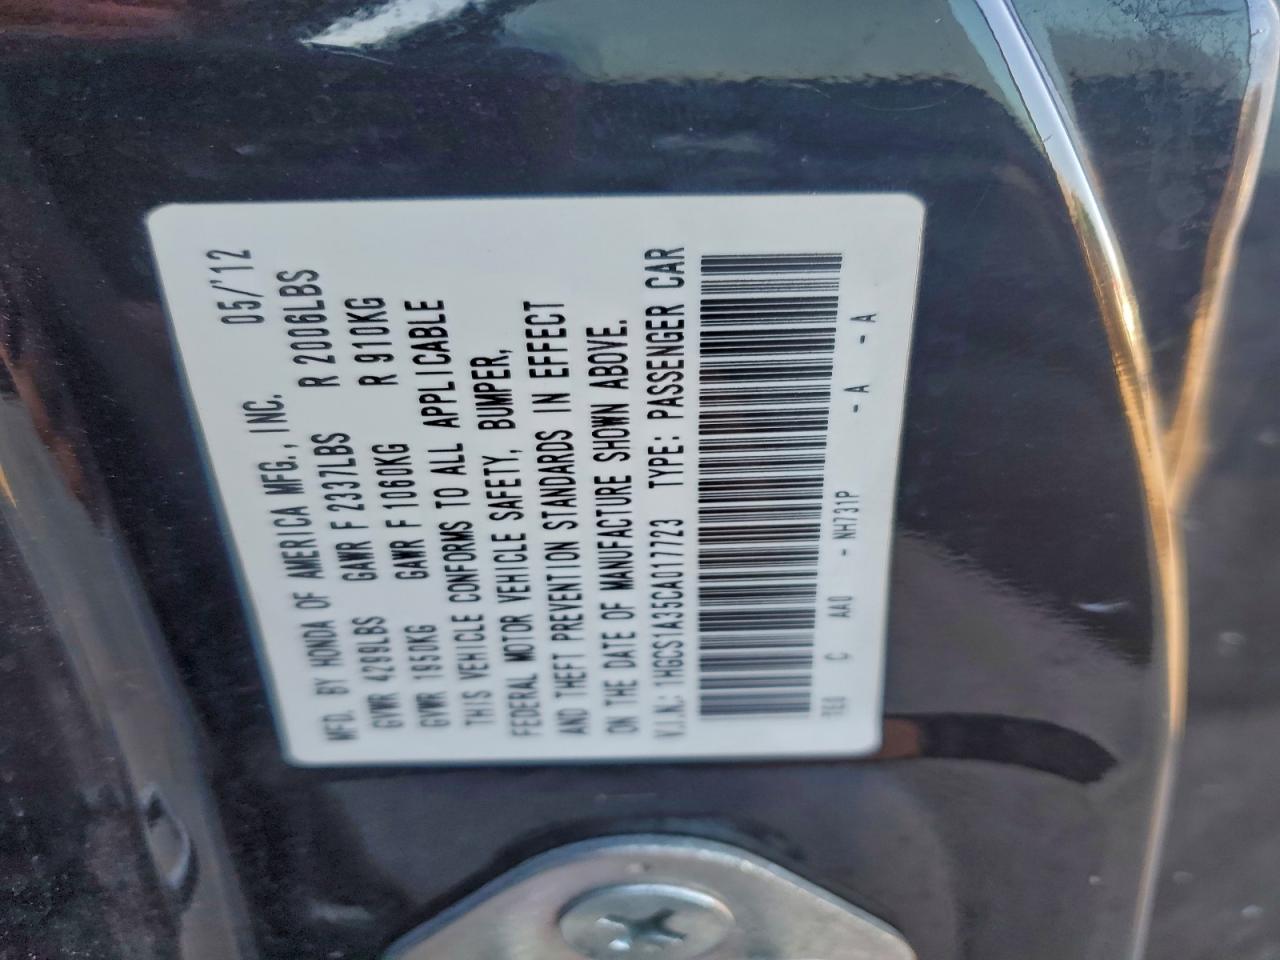 MFD. BY HONDA OF AMERICA MFG., INC. 05/'12
GVWR 4299LBS GAWR F 2337LBS R 2006LBS
GVWR 1950KG GAWR F 1060KG R 910KG
THIS VEHICLE CONFORMS TO ALL APPLICABLE
FEDERAL MOTOR VEHICLE SAFETY, BUMPER,
AND THEFT PREVENTION STANDARDS IN EFFECT
ON THE DATE OF MANUFACTURE SHOWN ABOVE.
V.I.N.: 1HGCS1A35CA017723 TYPE: PASSENGER CAR
C AA0 - NH731P - A - A